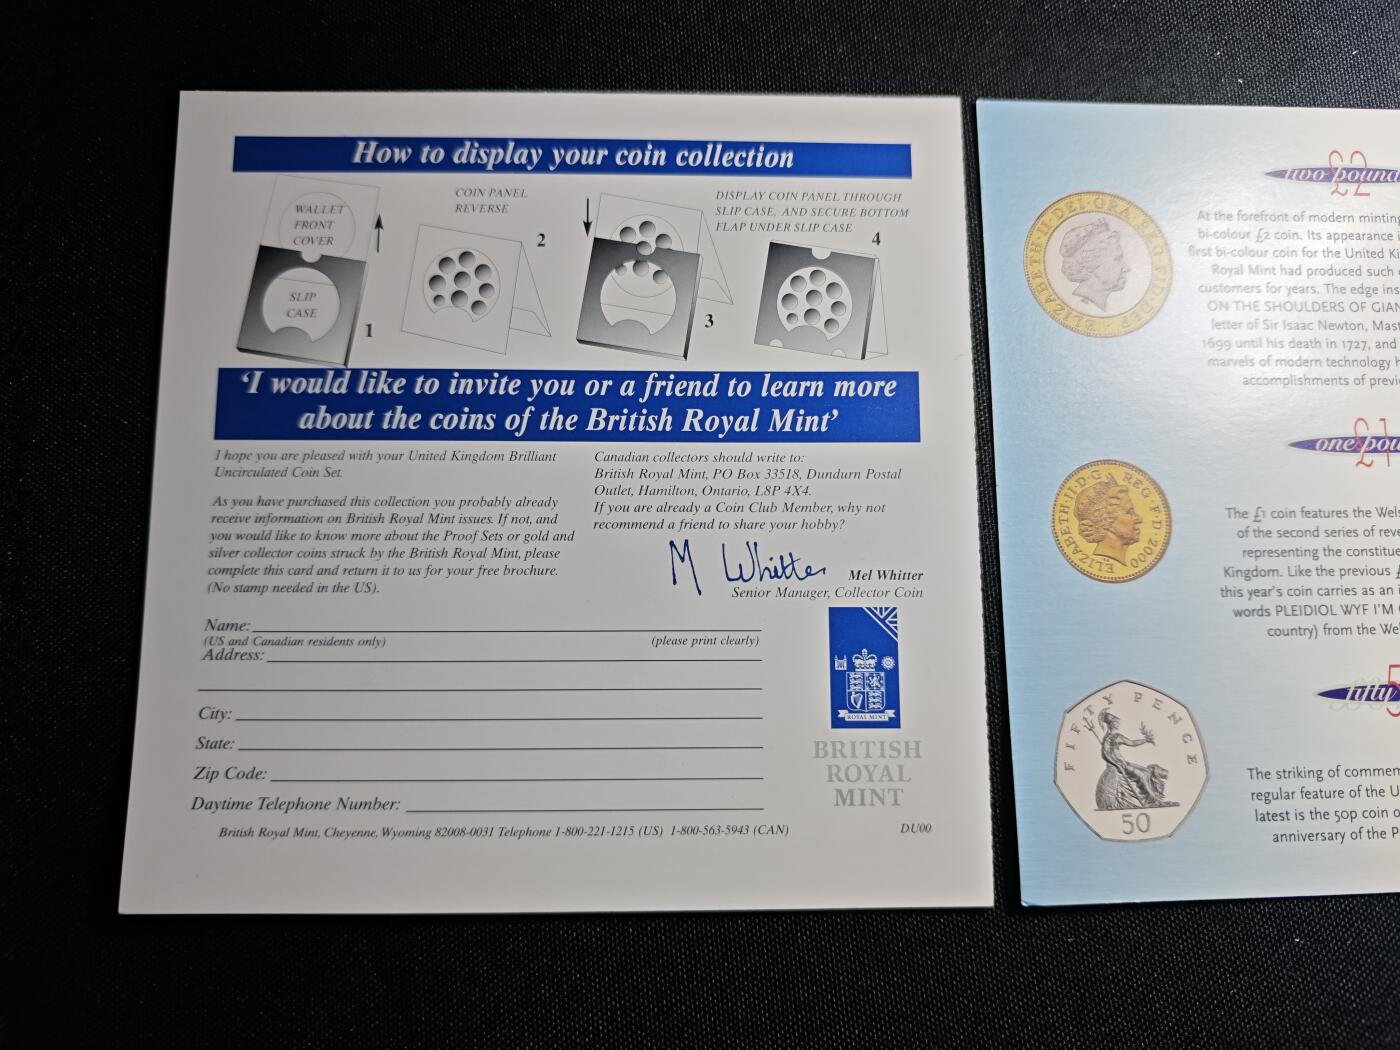 How to display your coin collection
WALLET
FRONT
COVER
SLIP
CASE
1
COIN PANEL
REVERSE
2
3
DISPLAY COIN PANEL THROUGH
SLIP CASE, AND SECURE BOTTOM
FLAP UNDER SLIP CASE
4
'I would like to invite you or a friend to learn more
about the coins of the British Royal Mint'
I hope you are pleased with your United Kingdom Brilliant
Uncirculated Coin Set.
As you have purchased this collection you probably already
receive information on British Royal Mint issues. If not, and
you would like to know more about the Proof Sets or gold and
silver collector coins struck by the British Royal Mint, please
complete this card and return it to us for your free brochure.
(No stamp needed in the US).
Canadian collectors should write to:
British Royal Mint, PO Box 33518, Dundurn Postal
Outlet, Hamilton, Ontario, L8P 4X4.
If you are already a Coin Club Member, why not
recommend a friend to share your hobby?
M Whitter
Mel Whitter
Senior Manager, Collector Coin
Name:
(US and Canadian residents only) (please print clearly)
Address:
City:
State:
Zip Code:
Daytime Telephone Number:
British Royal Mint, Cheyenne, Wyoming 82008-0031 Telephone 1-800-221-1215 (US) 1-800-563-5943 (CAN)
DU00
ROYAL MINT
BRITISH
ROYAL
MINT
£2
two pound
At the forefront of modern minting
bi-colour £2 coin. Its appearance
first bi-colour coin for the United
Royal Mint had produced such
customers for years. The edge
ON THE SHOULDERS OF
letter of Sir Isaac Newton,
1699 until his death in 1727, and
marvels of modern technology
accomplishments of
ELIZABETH·II·DEI·GRA·REG·FID·DEF
£1
one
The £1 coin features the
of the second series of
representing the
Kingdom. Like the previous
this year's coin carries as an
words PLEIDIOL WYF I'M
country) from the
ELIZABETH·II·D·G REG·F·D·2000
5
fifty
The striking of
regular feature of the
latest is the 50p coin
anniversary of the
FIFTY PENCE
50